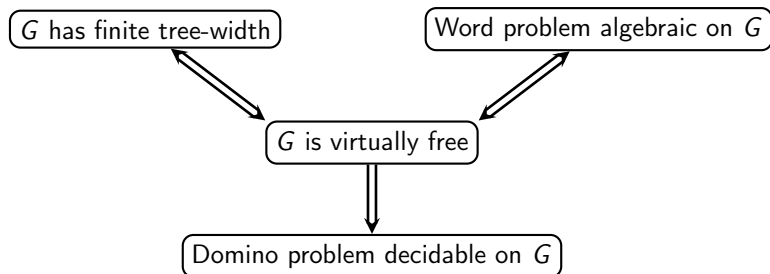 G has finite tree-width
Word problem algebraic on G
G is virtually free
Domino problem decidable on G